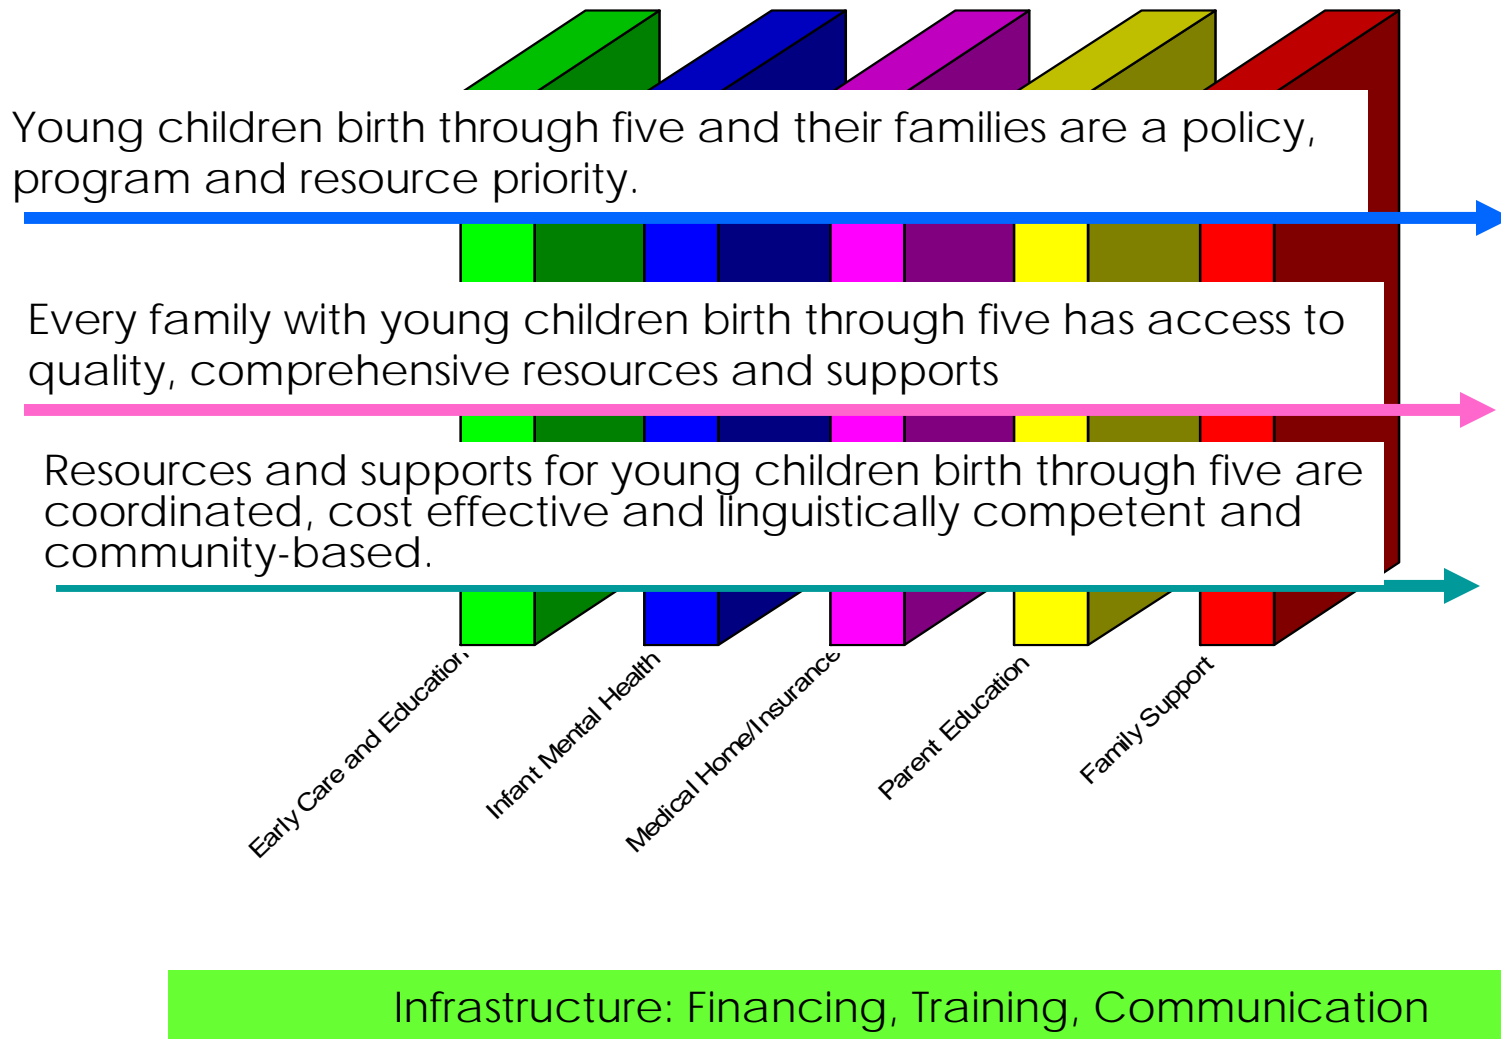 Young children birth through five and their families are a policy,
program and resource priority.
Every family with young children birth through five has access to
quality, comprehensive resources and supports
Resources and supports for young children birth through five are
coordinated, cost effective and linguistically competent and
community-based.
Early Care and Education
Infant Mental Health
Medical Home/Insurance
Parent Education
Family Support
Infrastructure: Financing, Training, Communication